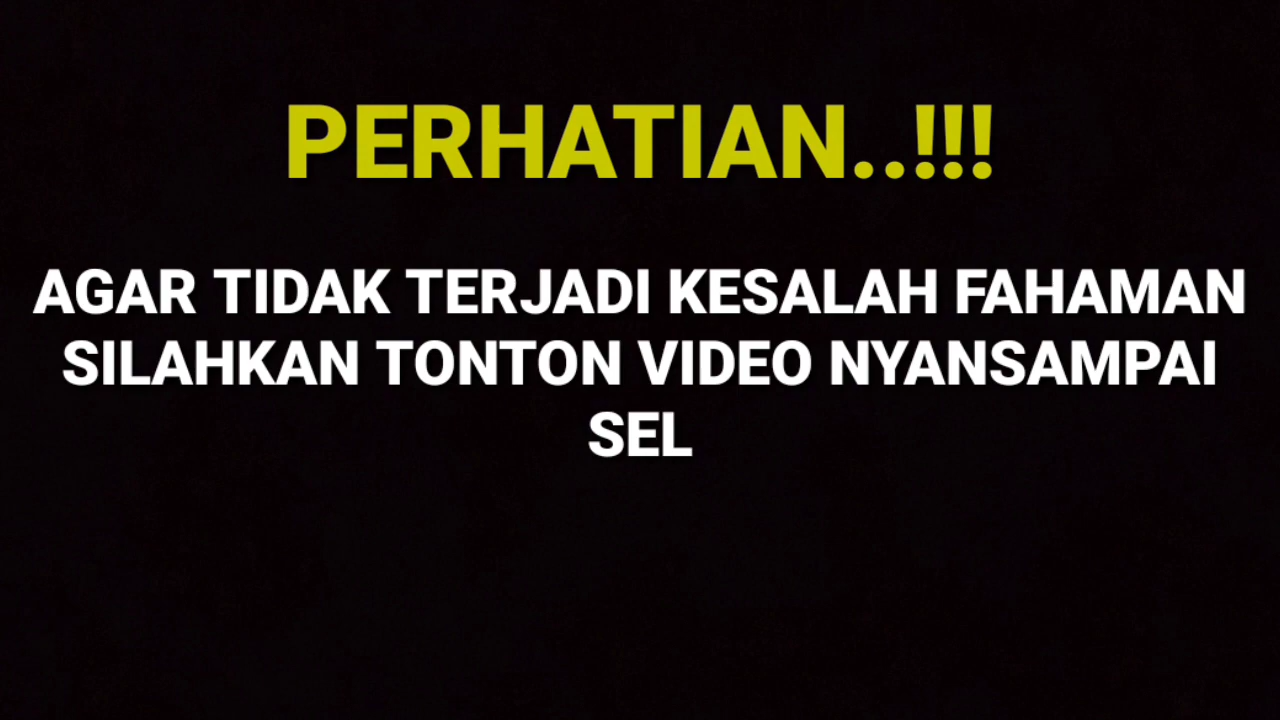 PERHATIAN..!!!
AGAR TIDAK TERJADI KESALAH FAHAMAN
SILAHKAN TONTON VIDEO NYANSAMPAI
SEL